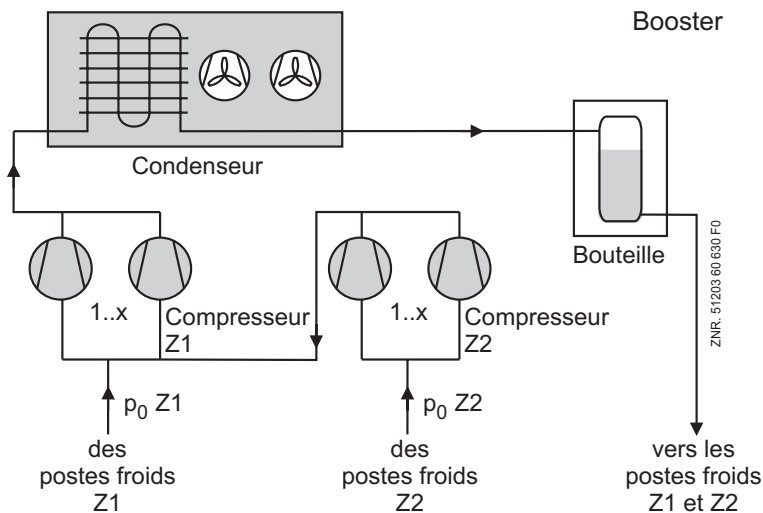 Booster
Condenseur
Bouteille
1..x
Compresseur
Z1
1..x
Compresseur
Z2
ZNR. 51203 60 630 F0
p0 Z1
p0 Z2
des
postes froids
Z1
des
postes froids
Z2
vers les
postes froids
Z1 et Z2